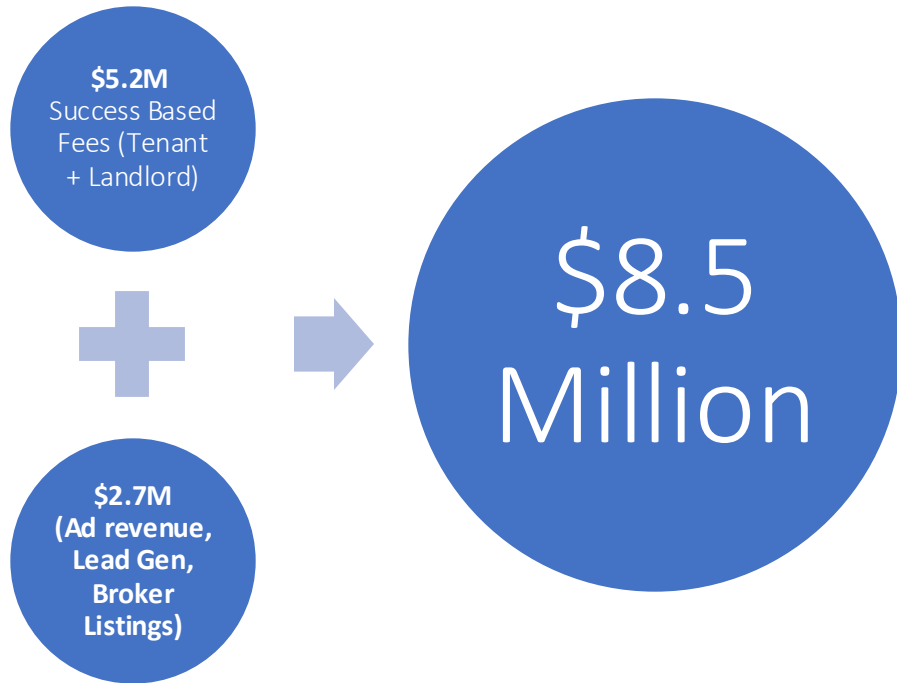 $5.2M
Success Based
Fees (Tenant
+ Landlord)
$2.7M
(Ad revenue,
Lead Gen,
Broker
Listings)
$8.5
Million